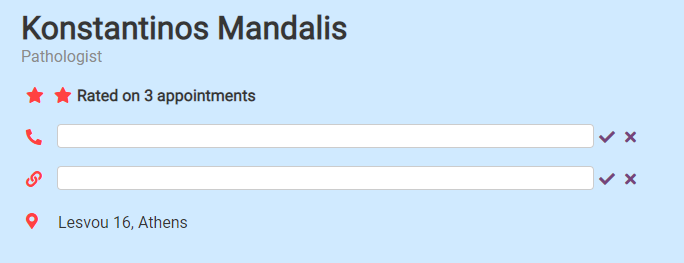 Konstantinos Mandalis
Pathologist
Rated on 3 appointments
Lesvou 16, Athens